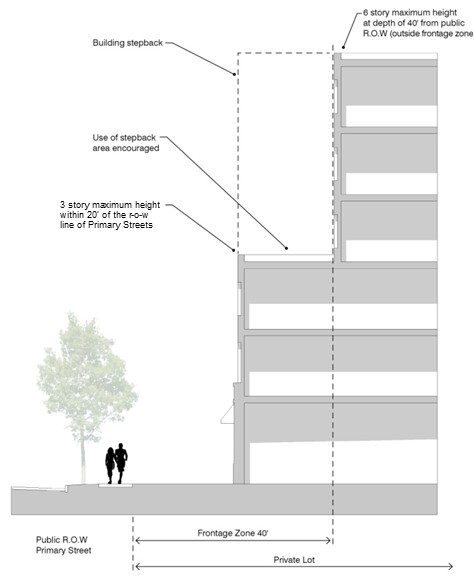 6 story maximum height
at depth of 40' from public
R.O.W (outside frontage zone
Building stepback
Use of stepback
area encouraged
3 story maximum height
within 20' of the r-o-w
line of Primary Streets
Public R.O.W
Primary Street
Frontage Zone 40'
Private Lot